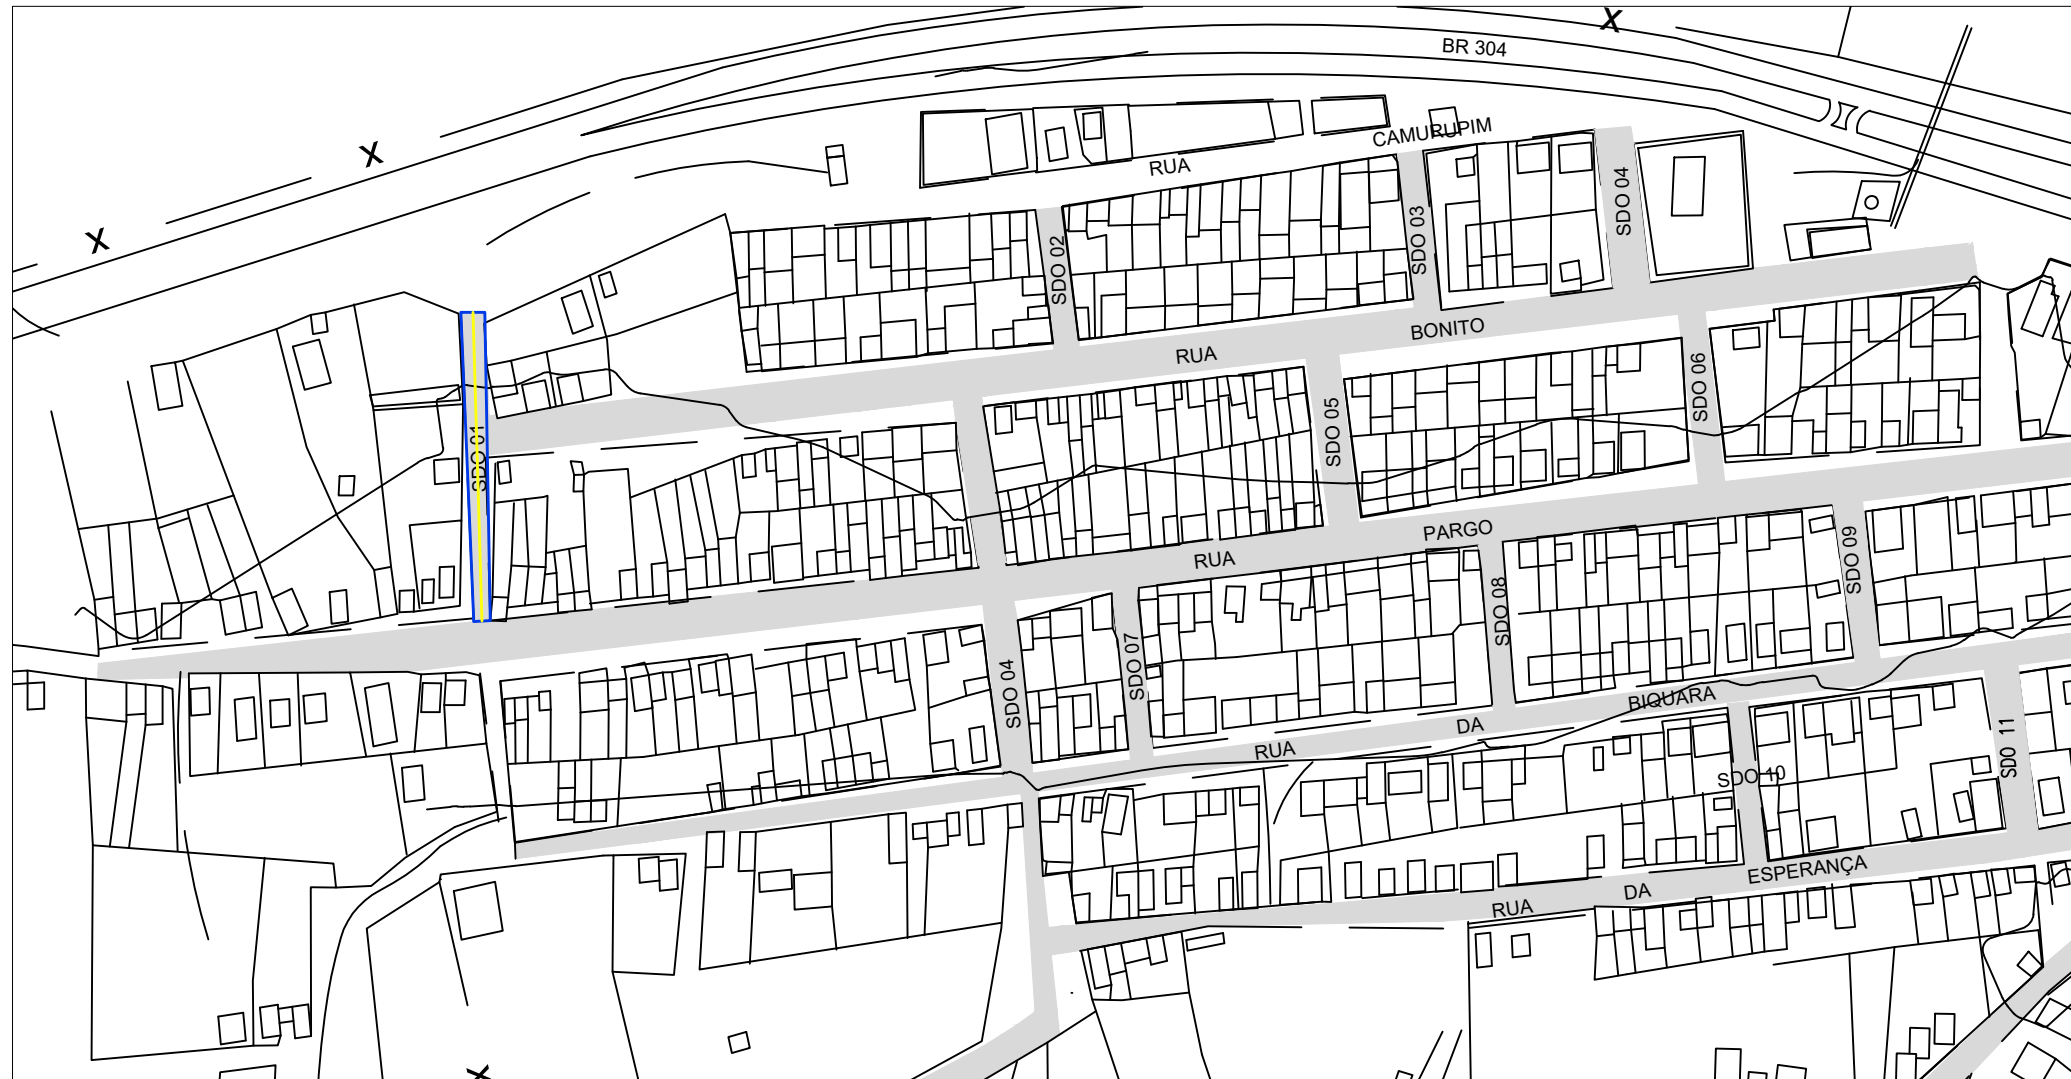 BR 304
RUA CAMURUPIM
SDO 04
SDO 03
SDO 02
RUA BONITO
SDO 06
SDO 05
SDO 01
RUA PARGO
SDO 09
SDO 08
SDO 07
SDO 04
RUA DA BIQUARA
SDO 11
SDO 10
RUA DA ESPERANÇA
X
X
X
X